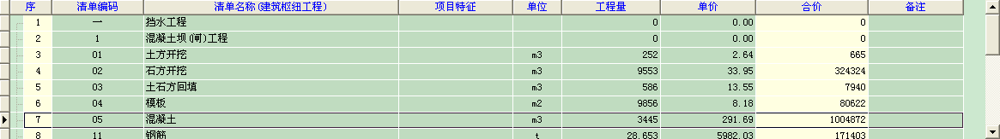 序 清单编码 清单名称(建筑枢纽工程) 项目特征 单位 工程量 单价 合价 备注
1 一 挡水工程 0 0.00 0
2 1 混凝土坝(闸)工程 0 0.00 0
3 01 土方开挖 m3 252 2.64 665
4 02 石方开挖 m3 9553 33.95 324324
5 03 土石方回填 m3 586 13.55 7940
6 04 模板 m2 9856 8.18 80622
7 05 混凝土 m3 3445 291.69 1004872
8 11 钢筋 t 28.653 5982.03 171403